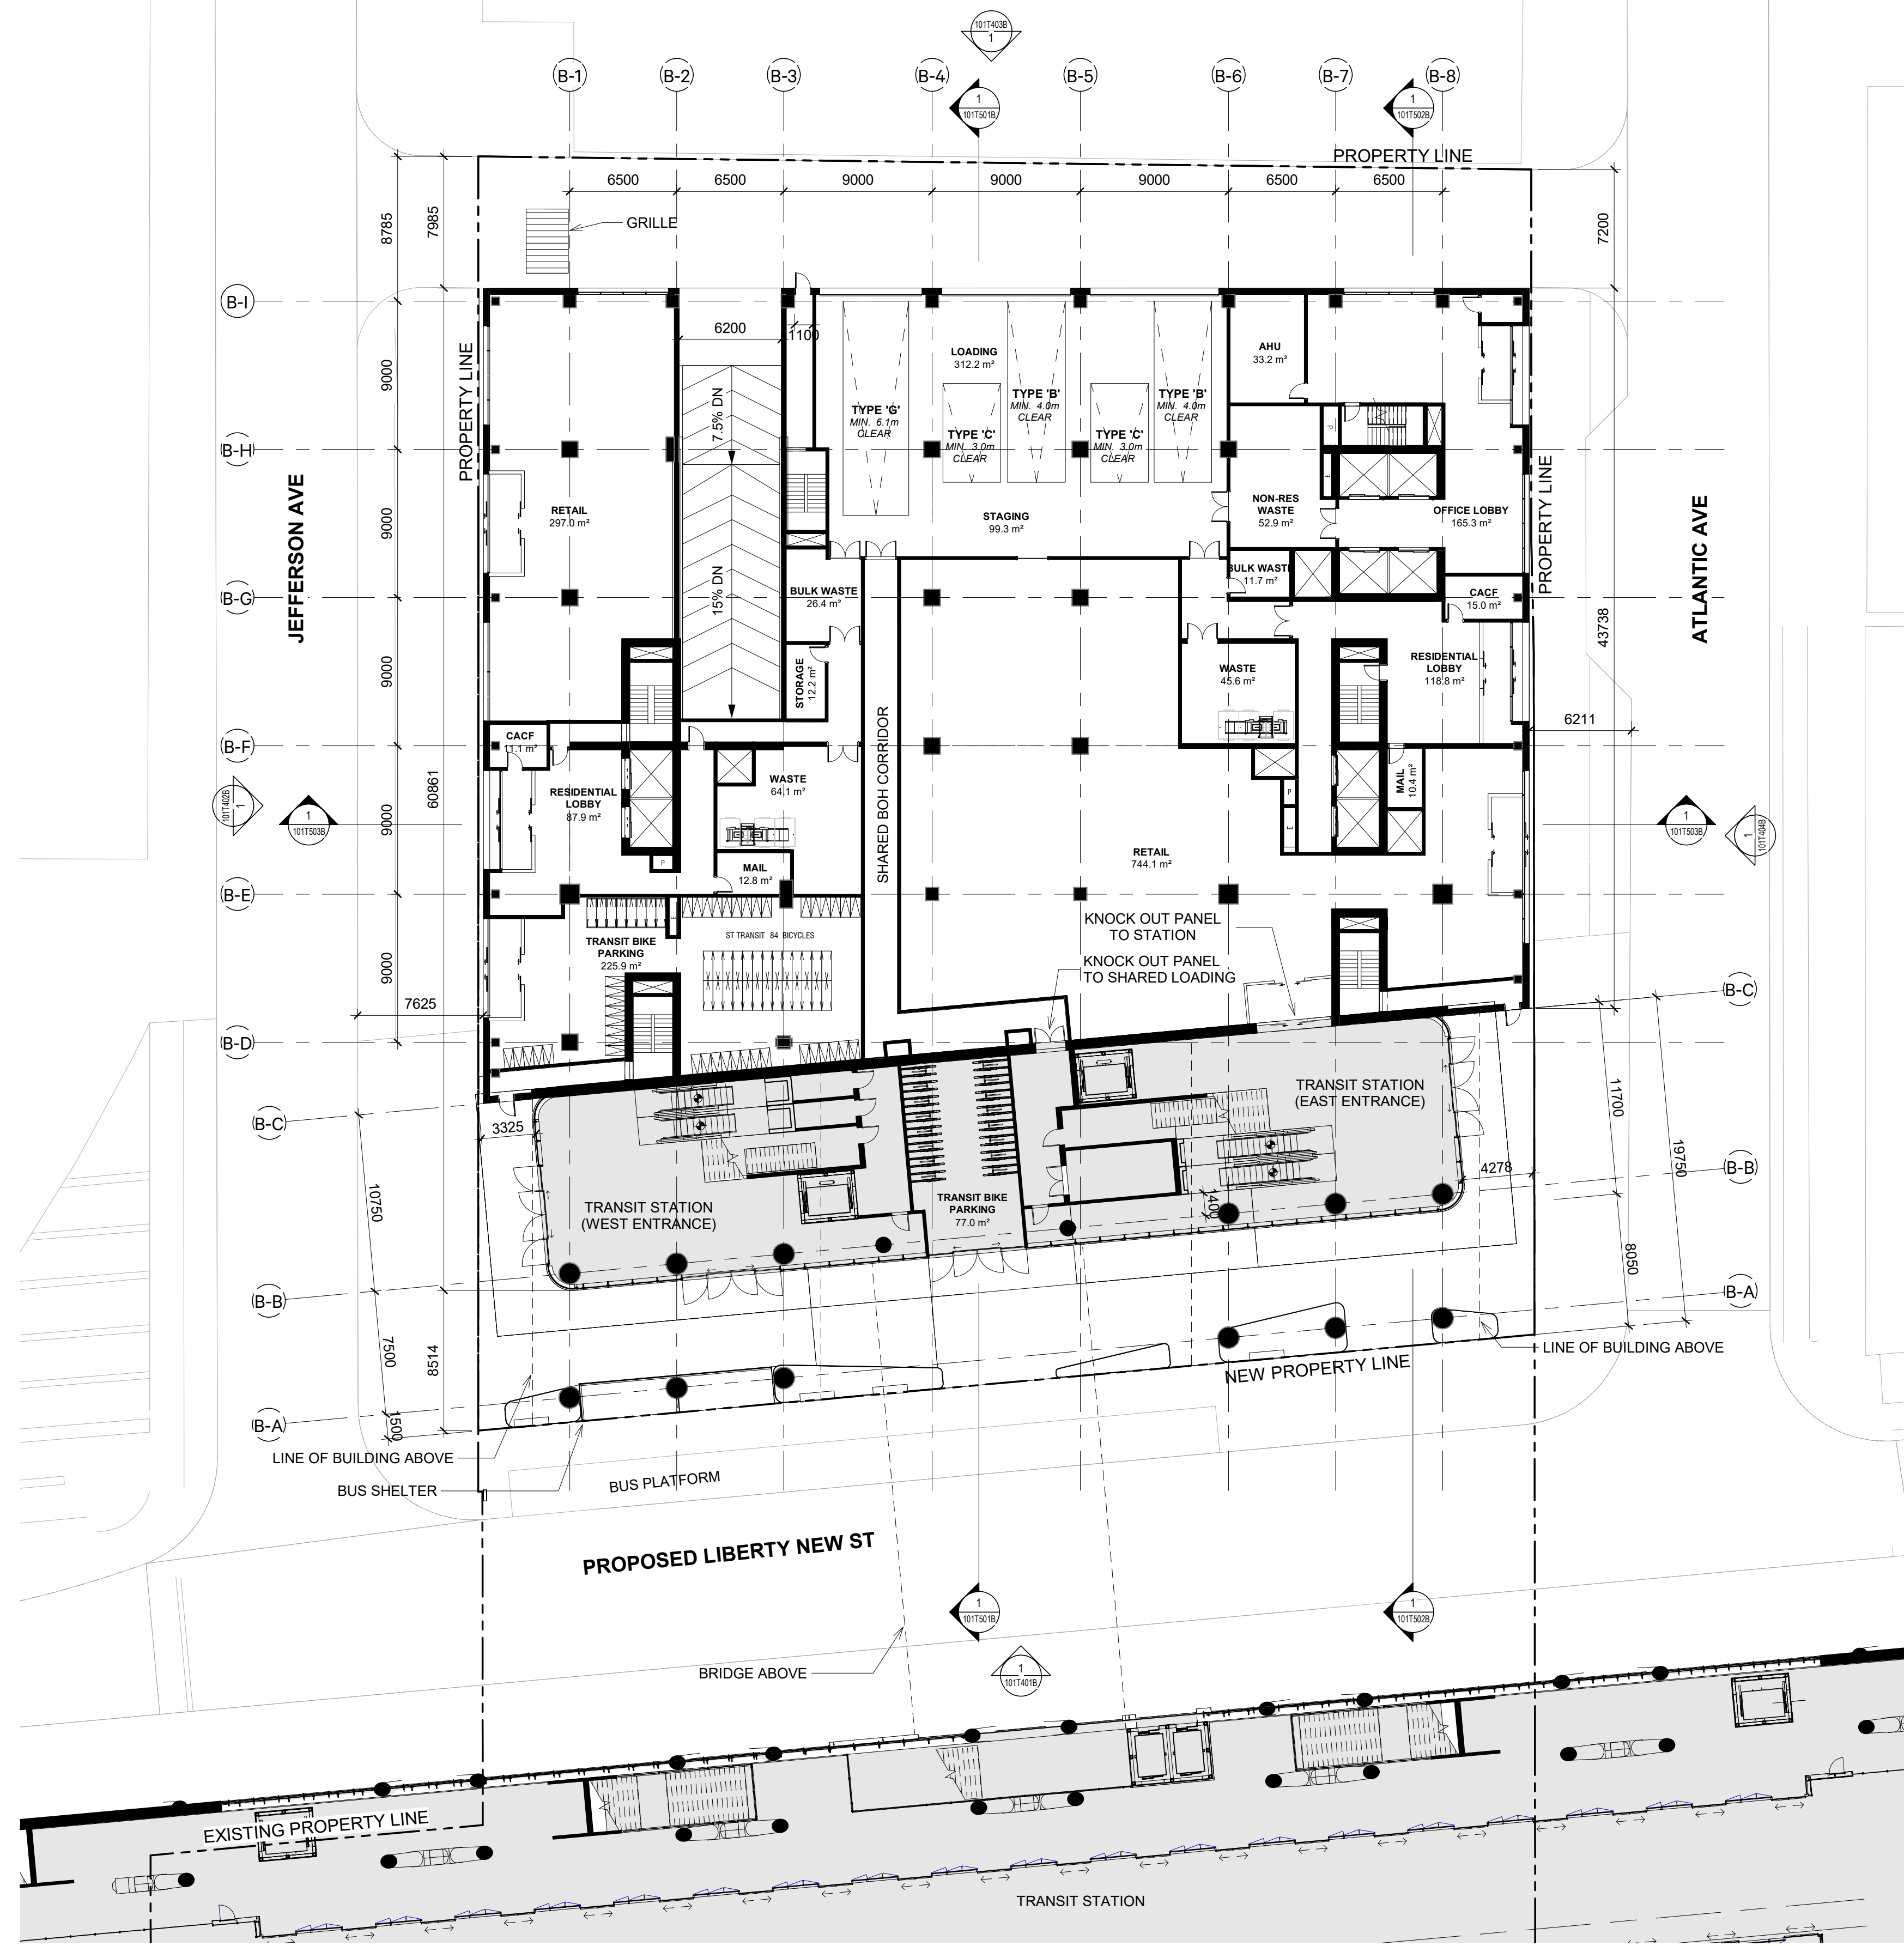 101T403B
1
B-1
B-2
B-3
B-4
B-5
B-6
B-7
B-8
1
101T501B
1
101T502B
PROPERTY LINE
6500
6500
9000
9000
9000
6500
6500
8785
7985
7200
GRILLE
B-I
B-H
B-G
B-F
B-E
B-D
PROPERTY LINE
PROPERTY LINE
JEFFERSON AVE
ATLANTIC AVE
9000
9000
9000
9000
9000
60861
43738
6200
1100
7.5% DN
15% DN
LOADING
312.2 m²
AHU
33.2 m²
TYPE 'G'
MIN. 6.1m
CLEAR
TYPE 'B'
MIN. 4.0m
CLEAR
TYPE 'B'
MIN. 4.0m
CLEAR
TYPE 'C'
MIN. 3.0m
CLEAR
TYPE 'C'
MIN. 3.0m
CLEAR
P
E
RETAIL
297.0 m²
STAGING
99.3 m²
NON-RES
WASTE
52.9 m²
OFFICE LOBBY
165.3 m²
BULK WASTE
26.4 m²
BULK WASTE
11.7 m²
CACF
15.0 m²
STORAGE
12.2 m²
WASTE
45.6 m²
RESIDENTIAL
LOBBY
118.8 m²
6211
CACF
11.1 m²
SHARED BOH CORRIDOR
WASTE
64.1 m²
RESIDENTIAL
LOBBY
87.9 m²
MAIL
10.4 m²
P
E
101T402B
1
1
101T503B
1
101T503B
1
101T404B
RETAIL
744.1 m²
P
MAIL
12.8 m²
E
KNOCK OUT PANEL
TO STATION
KNOCK OUT PANEL
TO SHARED LOADING
TRANSIT BIKE
PARKING
225.9 m²
ST TRANSIT 84 BICYCLES
7625
B-C
B-C
3325
10750
TRANSIT STATION
(EAST ENTRANCE)
11700
19750
4278
B-B
1400
TRANSIT STATION
(WEST ENTRANCE)
TRANSIT BIKE
PARKING
77.0 m²
8050
B-B
B-A
7500
8514
LINE OF BUILDING ABOVE
NEW PROPERTY LINE
B-A
1500
LINE OF BUILDING ABOVE
BUS SHELTER
BUS PLATFORM
PROPOSED LIBERTY NEW ST
1
101T501B
1
101T502B
BRIDGE ABOVE
1
101T401B
EXISTING PROPERTY LINE
TRANSIT STATION